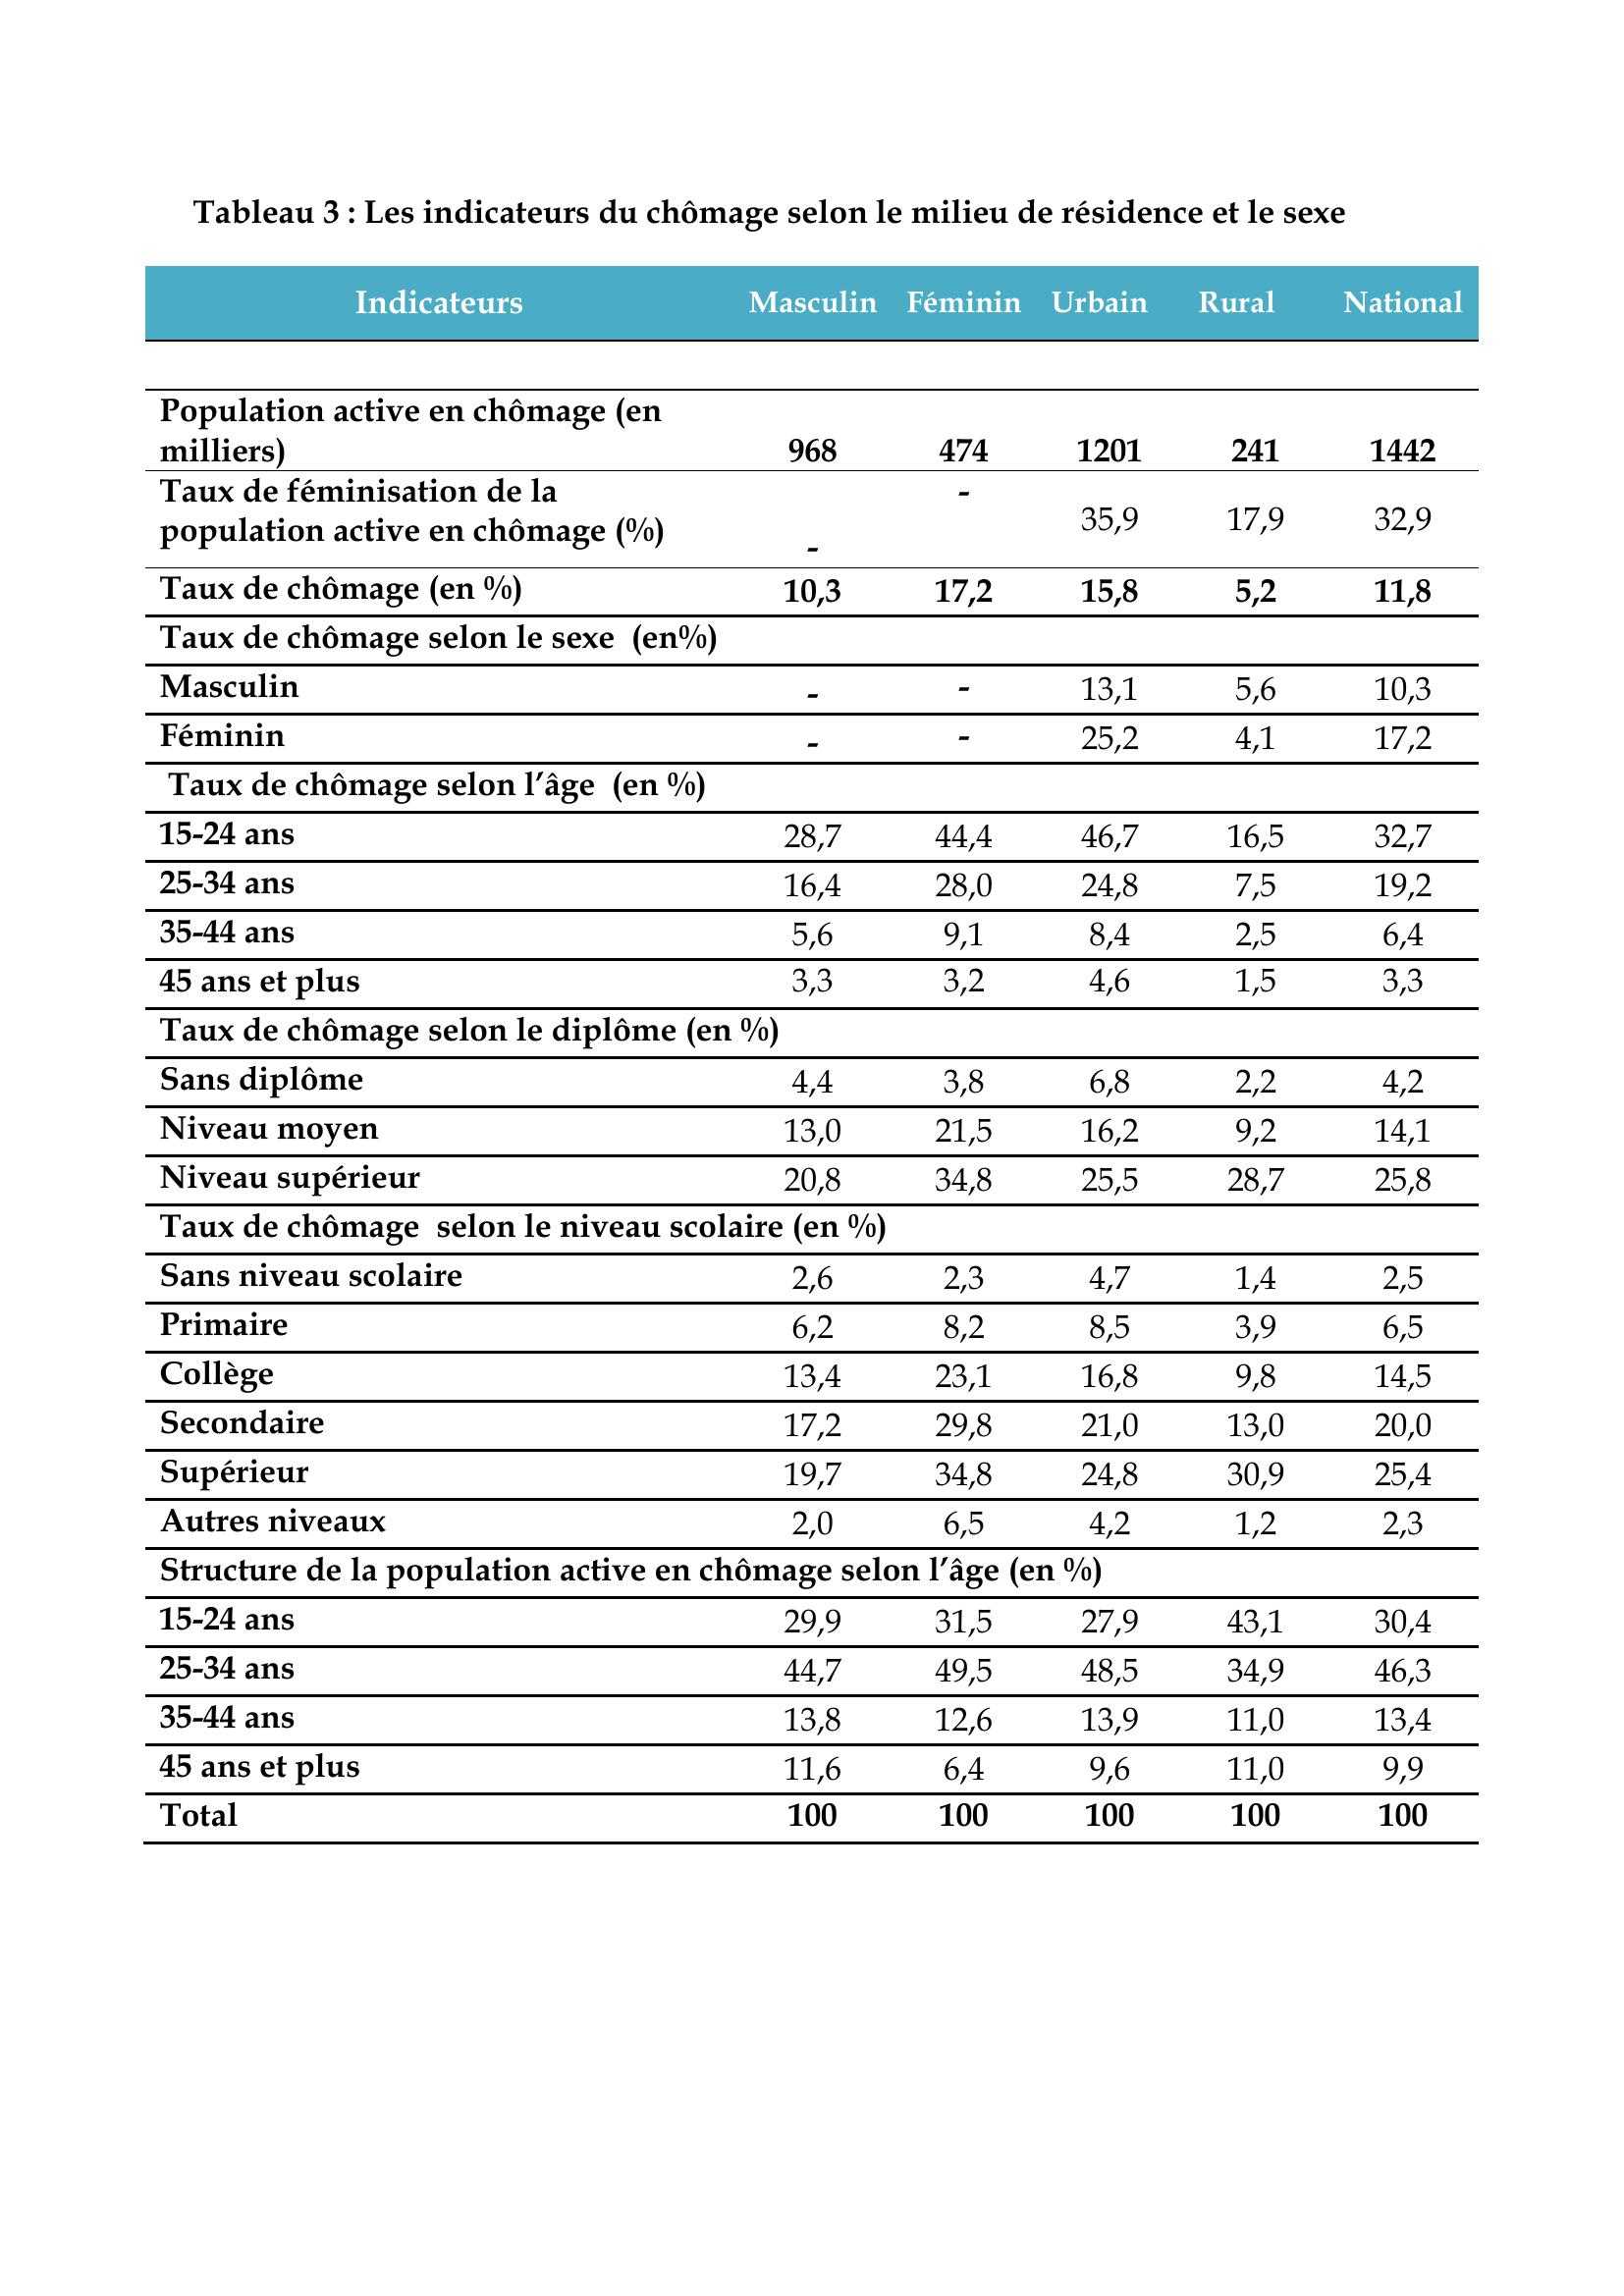 Tableau 3 : Les indicateurs du chômage selon le milieu de résidence et le sexe
Indicateurs Masculin Féminin Urbain Rural National
Population active en chômage (en
milliers) 968 474 1201 241 1442
Taux de féminisation de la
population active en chômage (%) - - 35,9 17,9 32,9
Taux de chômage (en %) 10,3 17,2 15,8 5,2 11,8
Taux de chômage selon le sexe (en%)
Masculin - - 13,1 5,6 10,3
Féminin - - 25,2 4,1 17,2
Taux de chômage selon l’âge (en %)
15-24 ans 28,7 44,4 46,7 16,5 32,7
25-34 ans 16,4 28,0 24,8 7,5 19,2
35-44 ans 5,6 9,1 8,4 2,5 6,4
45 ans et plus 3,3 3,2 4,6 1,5 3,3
Taux de chômage selon le diplôme (en %)
Sans diplôme 4,4 3,8 6,8 2,2 4,2
Niveau moyen 13,0 21,5 16,2 9,2 14,1
Niveau supérieur 20,8 34,8 25,5 28,7 25,8
Taux de chômage selon le niveau scolaire (en %)
Sans niveau scolaire 2,6 2,3 4,7 1,4 2,5
Primaire 6,2 8,2 8,5 3,9 6,5
Collège 13,4 23,1 16,8 9,8 14,5
Secondaire 17,2 29,8 21,0 13,0 20,0
Supérieur 19,7 34,8 24,8 30,9 25,4
Autres niveaux 2,0 6,5 4,2 1,2 2,3
Structure de la population active en chômage selon l’âge (en %)
15-24 ans 29,9 31,5 27,9 43,1 30,4
25-34 ans 44,7 49,5 48,5 34,9 46,3
35-44 ans 13,8 12,6 13,9 11,0 13,4
45 ans et plus 11,6 6,4 9,6 11,0 9,9
Total 100 100 100 100 100